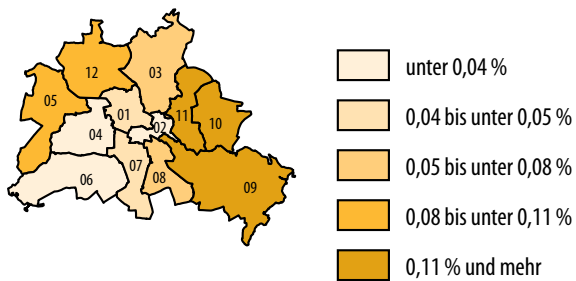 12
03
05
01
11
10
02
04
07
06
08
09
unter 0,04 %
0,04 bis unter 0,05 %
0,05 bis unter 0,08 %
0,08 bis unter 0,11 %
0,11 % und mehr